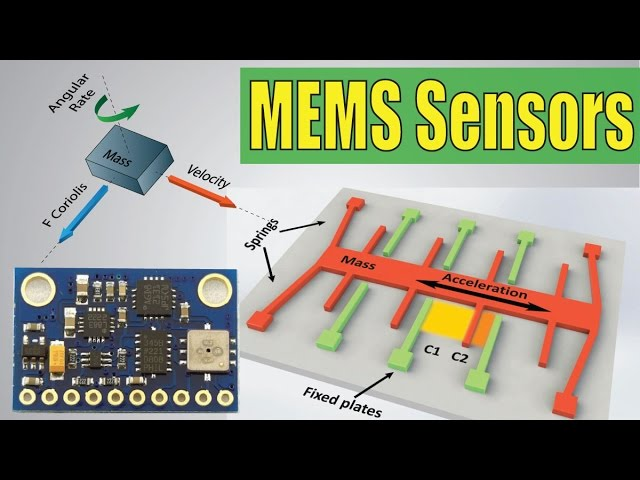 MEMS Sensors
Angular
Rate
Mass
Velocity
F Coriolis
Springs
Mass
Acceleration
C1 C2
Fixed plates